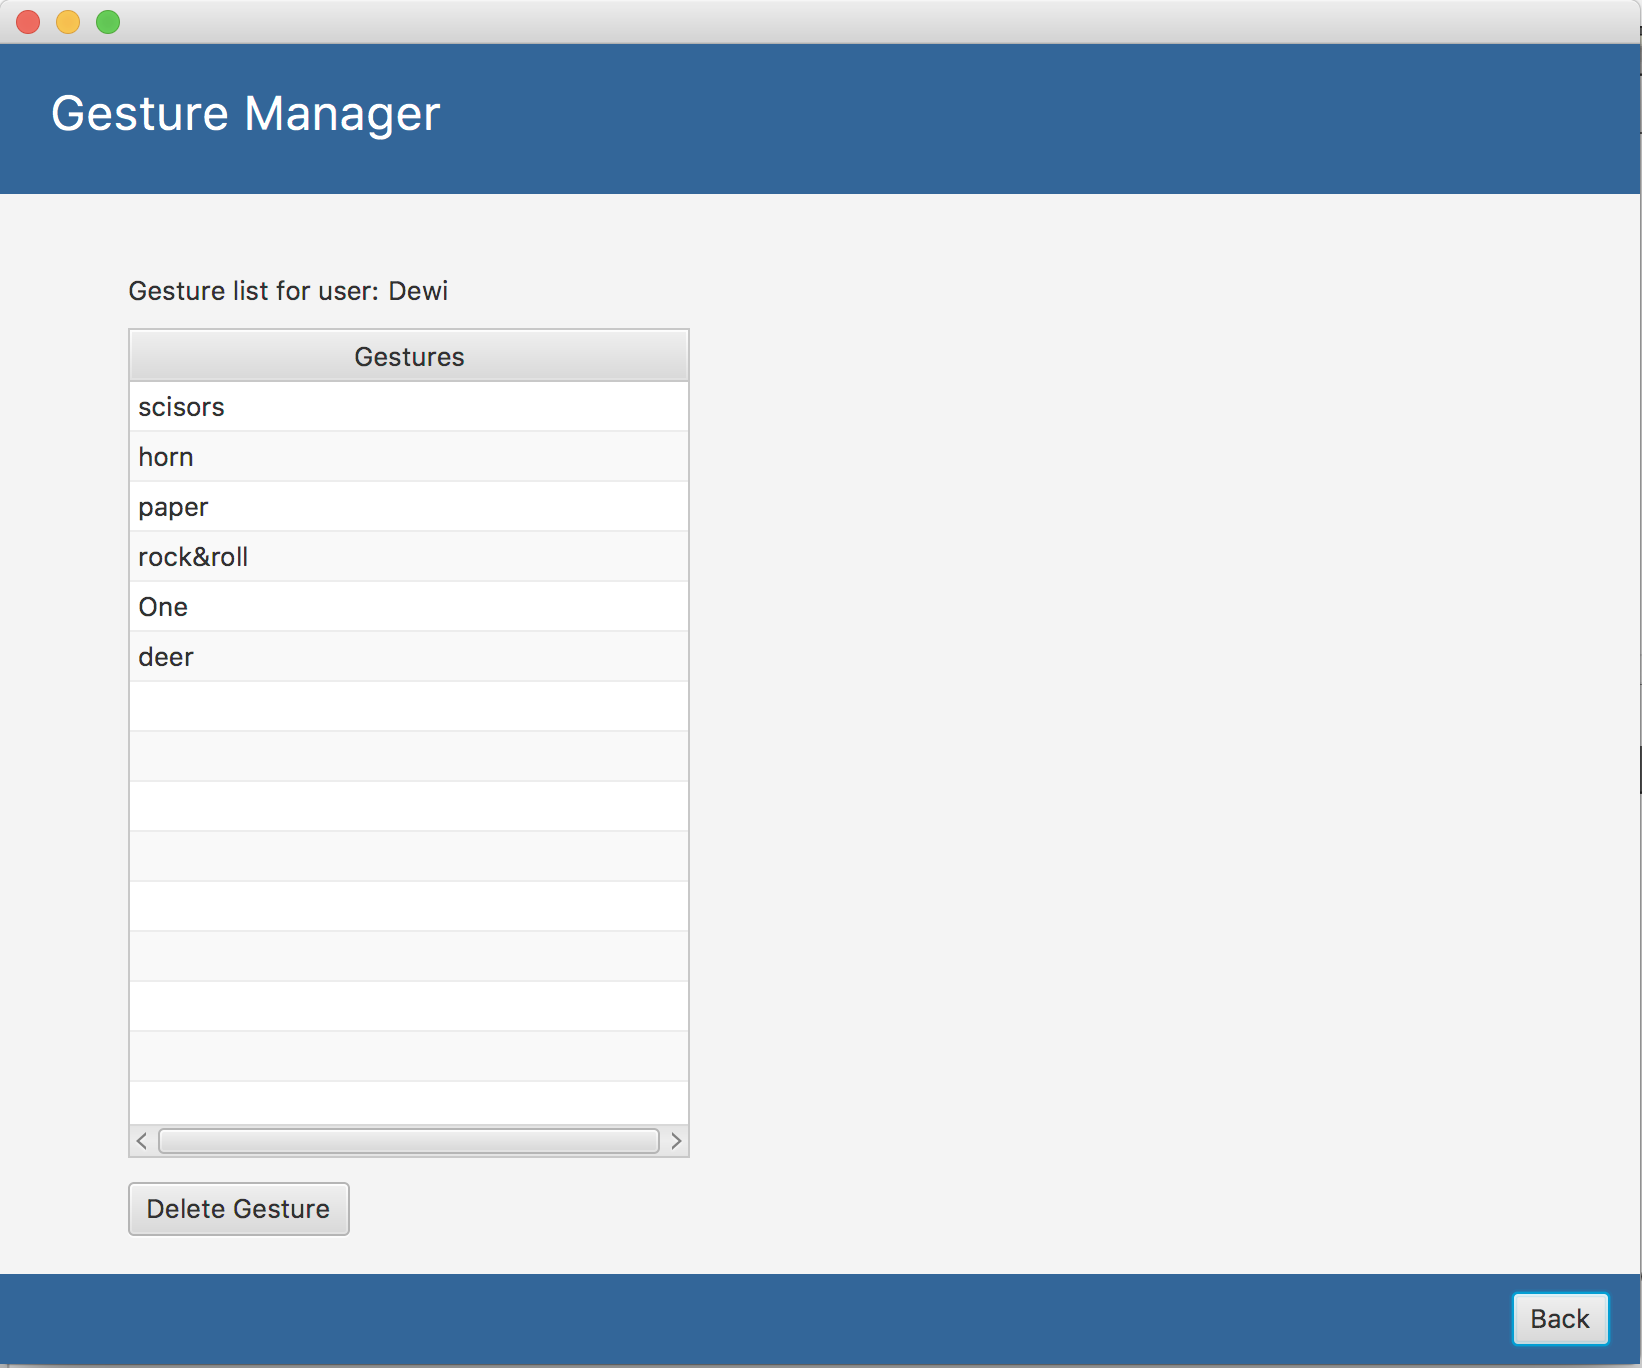 Gesture Manager
Gesture list for user: Dewi
Gestures
scisors
horn
paper
rock&roll
One
deer
Delete Gesture
Back